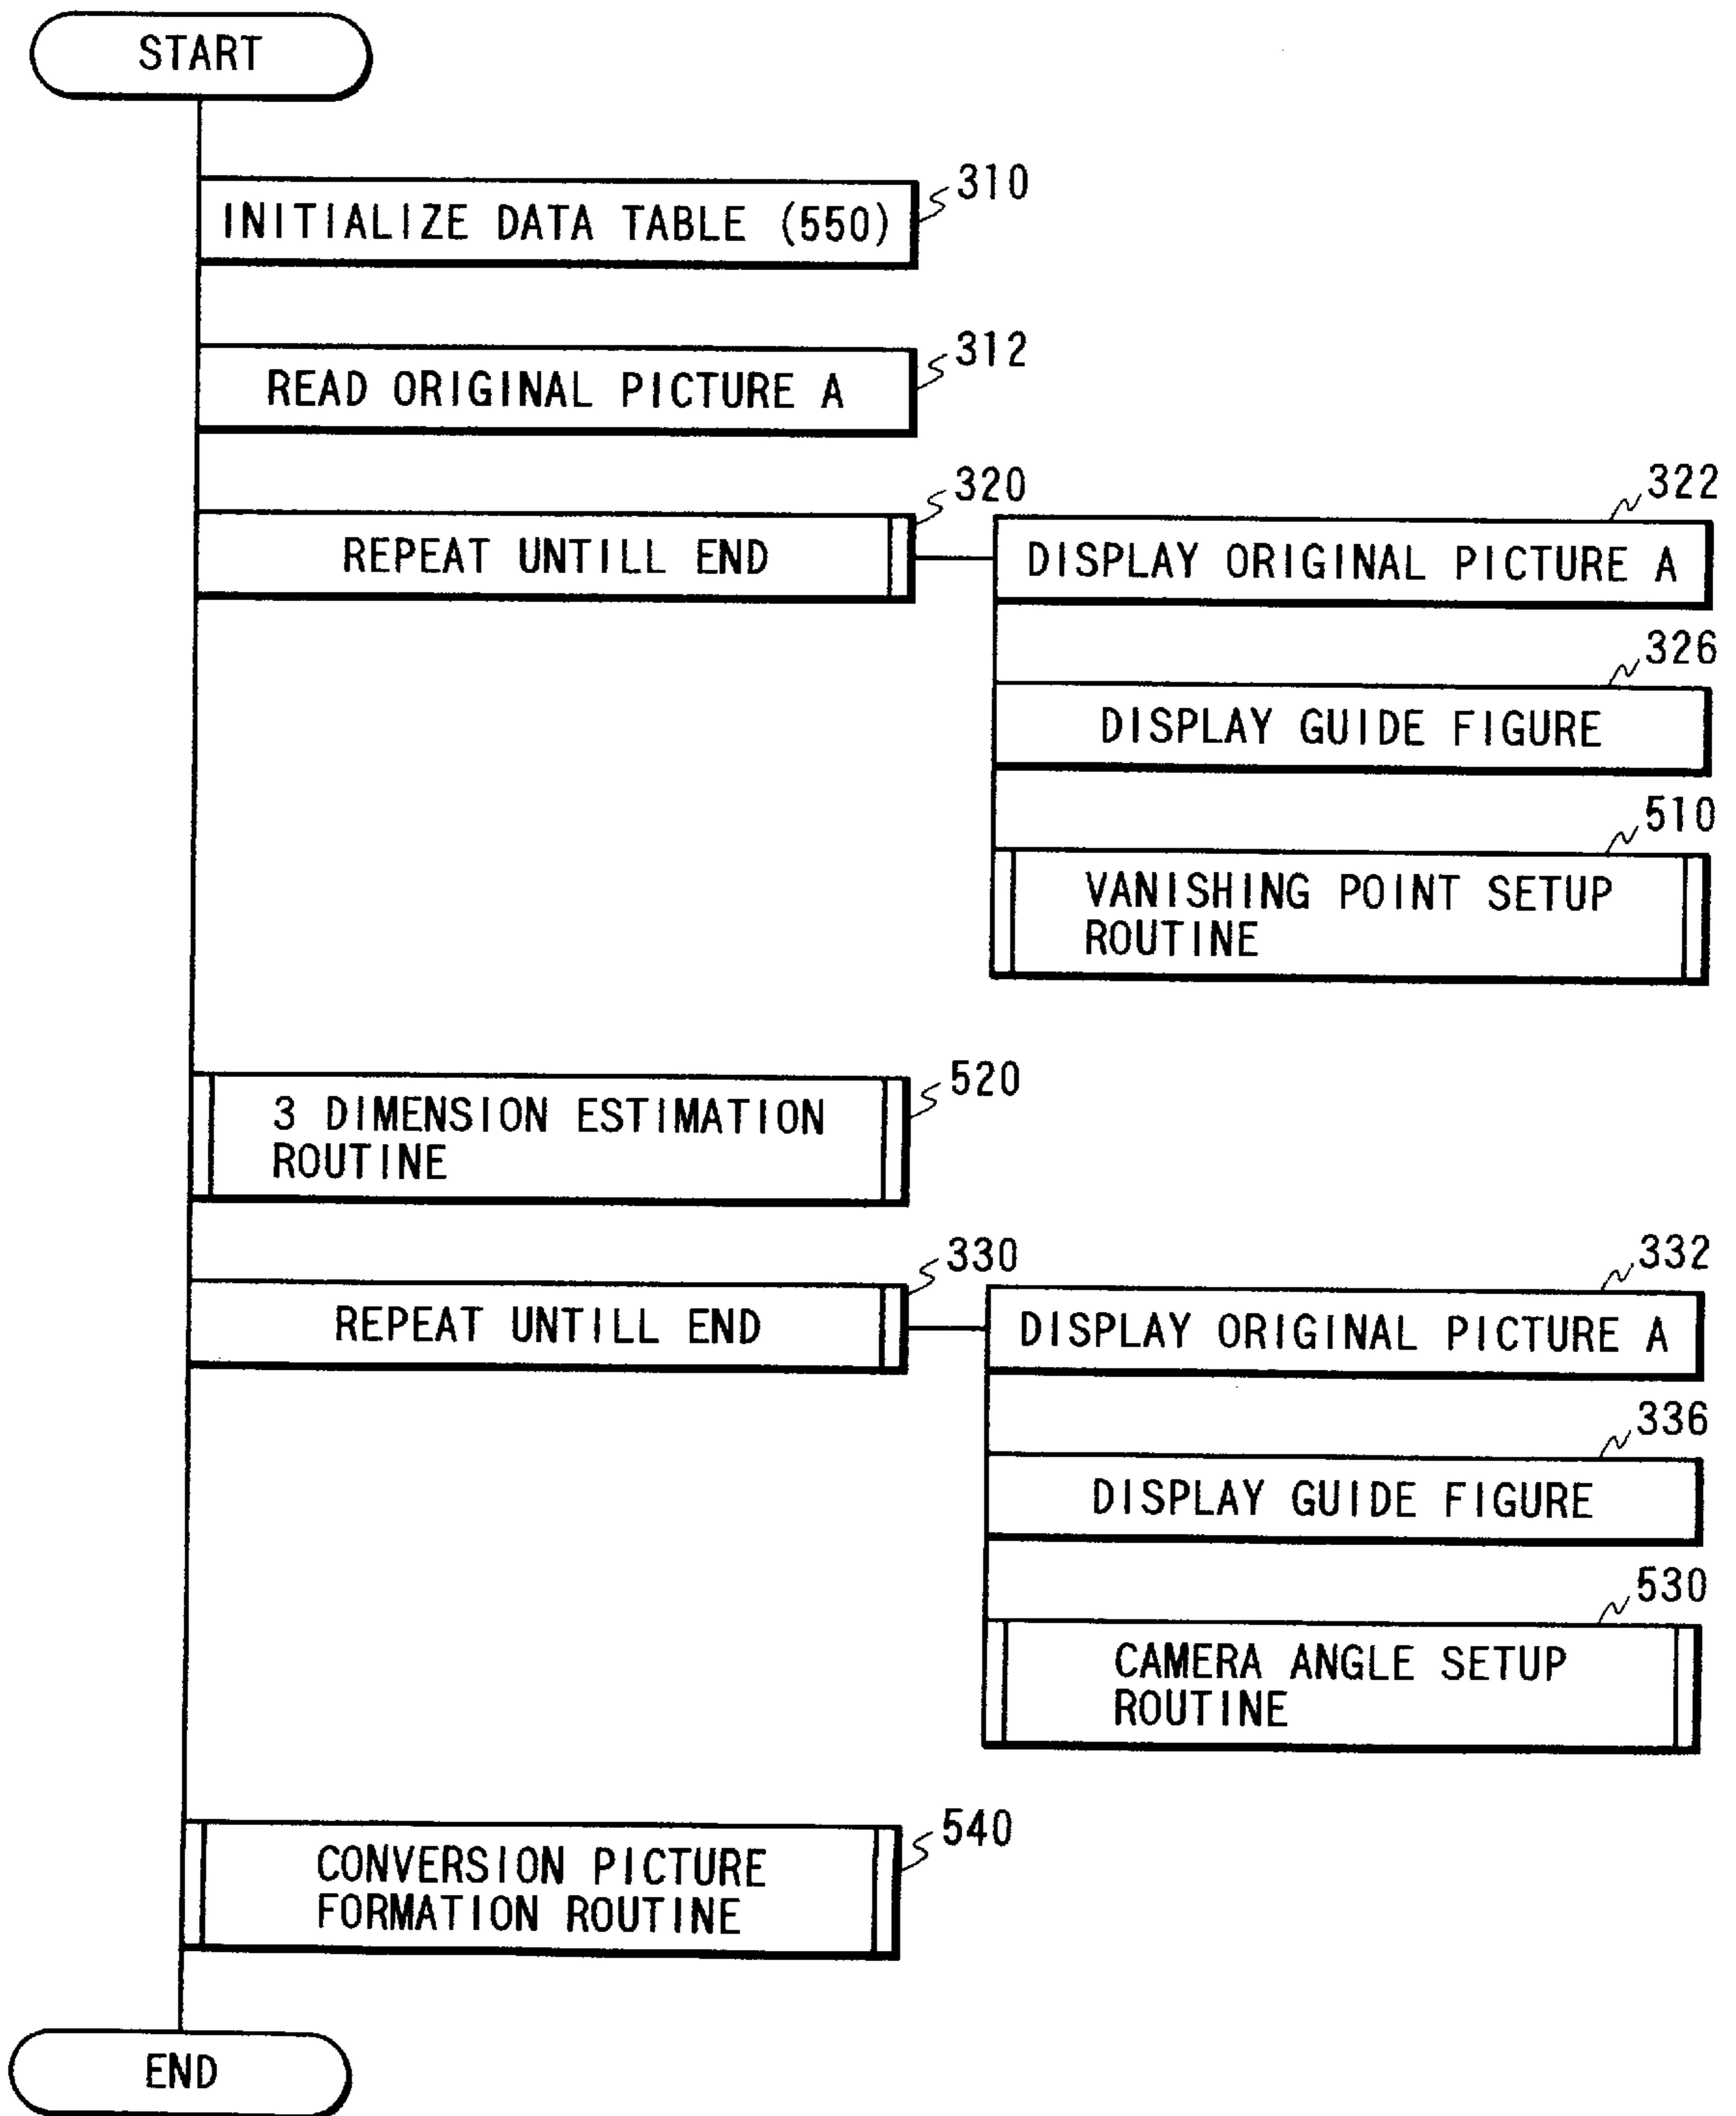 START
310
INITIALIZE DATA TABLE (550)
312
READ ORIGINAL PICTURE A
320
REPEAT UNTILL END
322
DISPLAY ORIGINAL PICTURE A
326
DISPLAY GUIDE FIGURE
510
VANISHING POINT SETUP
ROUTINE
520
3 DIMENSION ESTIMATION
ROUTINE
330
REPEAT UNTILL END
332
DISPLAY ORIGINAL PICTURE A
336
DISPLAY GUIDE FIGURE
530
CAMERA ANGLE SETUP
ROUTINE
540
CONVERSION PICTURE
FORMATION ROUTINE
END